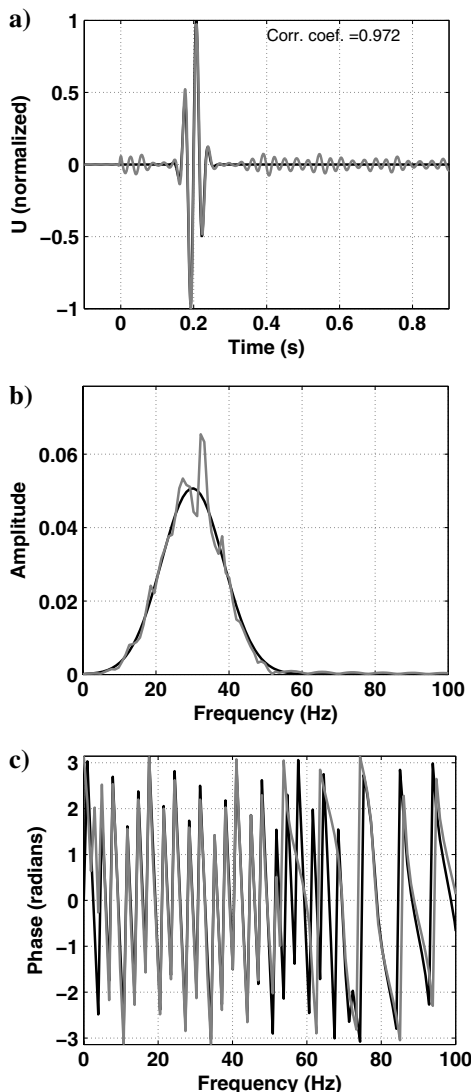 a)
Corr. coef. =0.972
1
0.5
0
−0.5
−1
U (normalized)
0 0.2 0.4 0.6 0.8
Time (s)
b)
0.06
0.04
0.02
0
Amplitude
0 20 40 60 80 100
Frequency (Hz)
c)
3
2
1
0
−1
−2
−3
Phase (radians)
0 20 40 60 80 100
Frequency (Hz)